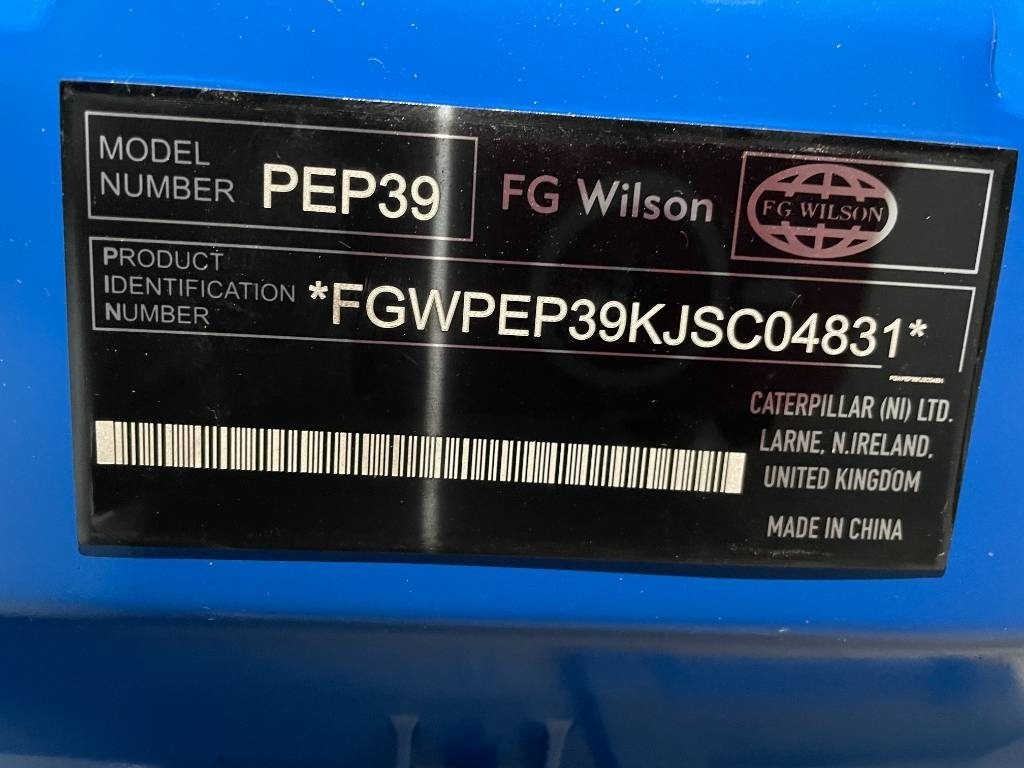 MODEL
NUMBER PEP39
FG Wilson
FG WILSON
PRODUCT
IDENTIFICATION
NUMBER
*FGWPEP39KJSC04831*
FGWPEP39KJSC04831
CATERPILLAR (NI) LTD.
LARNE, N.IRELAND,
UNITED KINGDOM
MADE IN CHINA